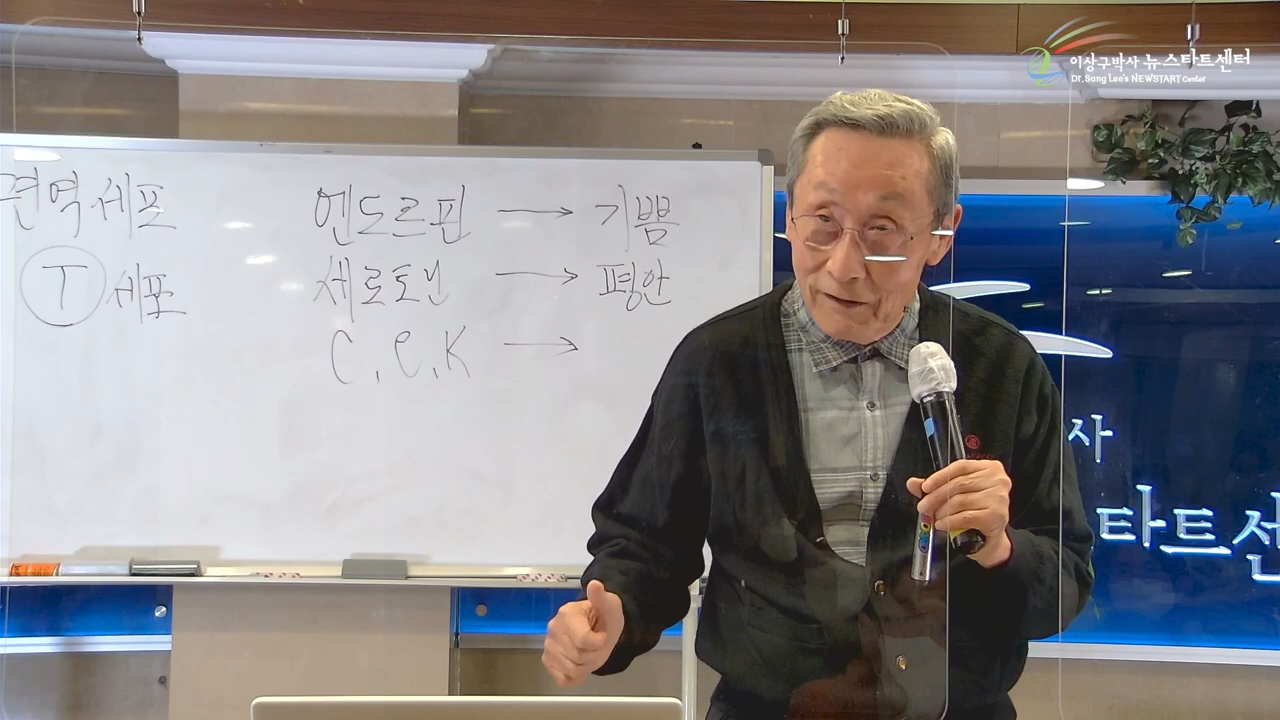 이상구박사 뉴스타트센터
Dr. Sang Lee's NEWSTART Center
면역 세포
T 세포
엔도르핀 → 기쁨
세로토닌 → 평안
C.C.K →
사
타트센